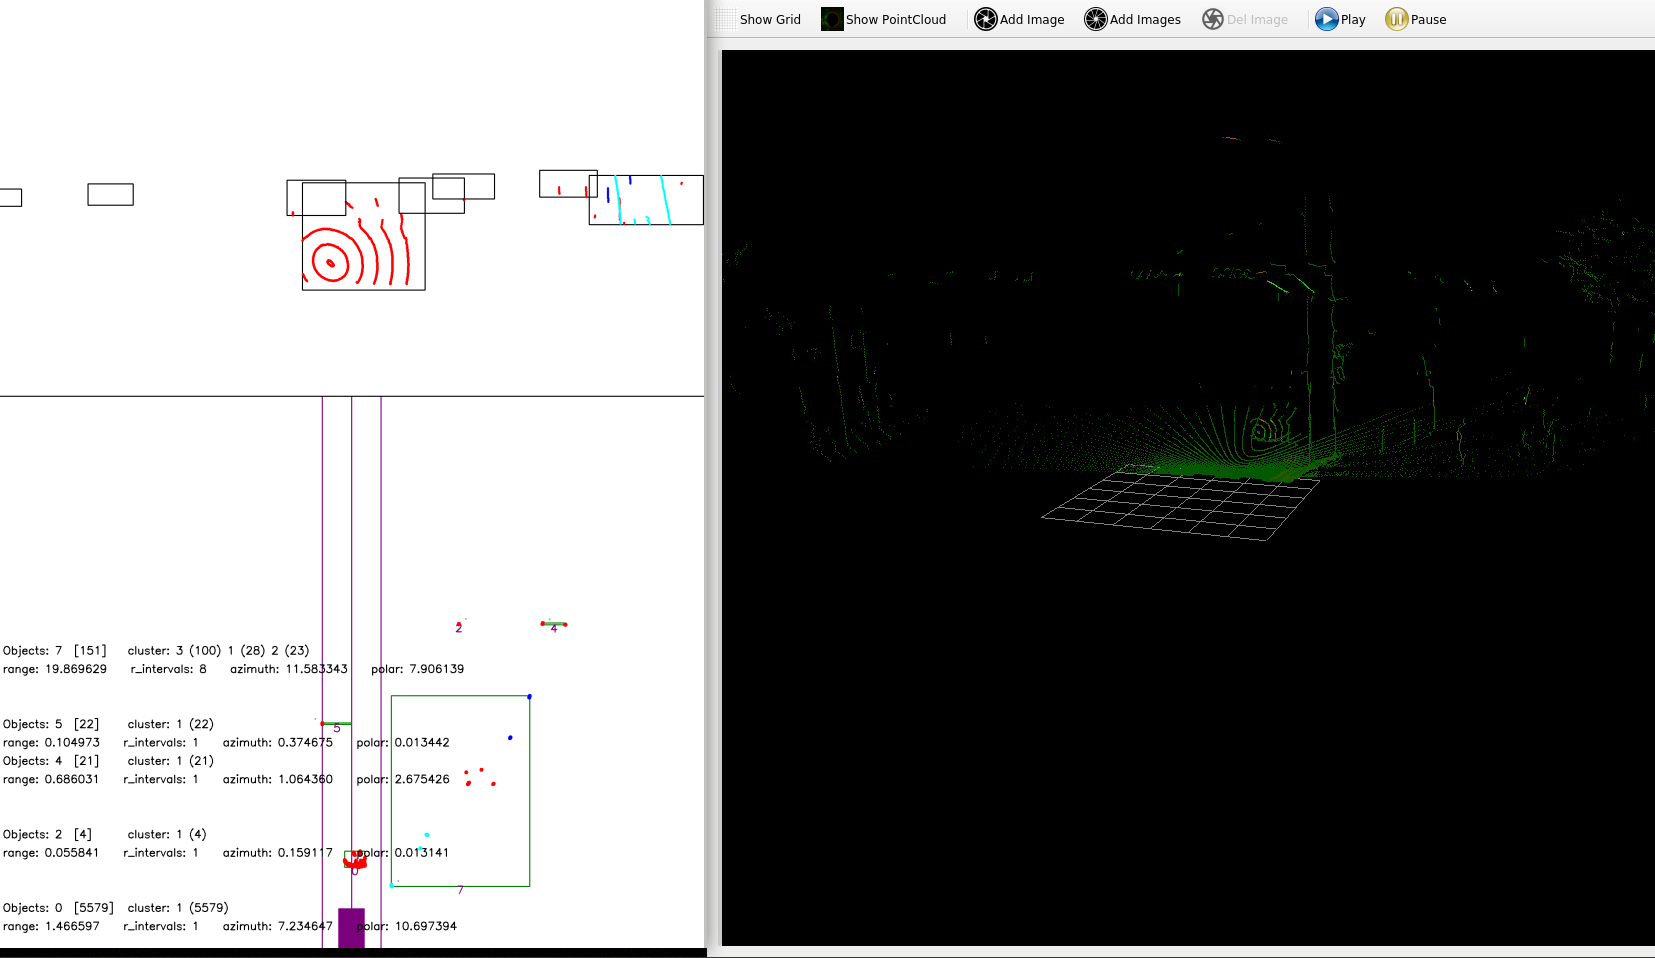 Show Grid Show PointCloud Add Image Add Images Del Image Play Pause
2
4
Objects: 7 [151] cluster: 3 (100) 1 (28) 2 (23)
range: 19.869629 r_intervals: 8 azimuth: 11.583343 polar: 7.906139
Objects: 5 [22] cluster: 1 (22)
5
range: 0.104973 r_intervals: 1 azimuth: 0.374675 polar: 0.013442
Objects: 4 [21] cluster: 1 (21)
range: 0.686031 r_intervals: 1 azimuth: 1.064360 polar: 2.675426
Objects: 2 [4] cluster: 1 (4)
range: 0.055841 r_intervals: 1 azimuth: 0.159117 polar: 0.013141
0
7
Objects: 0 [5579] cluster: 1 (5579)
range: 1.466597 r_intervals: 1 azimuth: 7.234647 polar: 10.697394